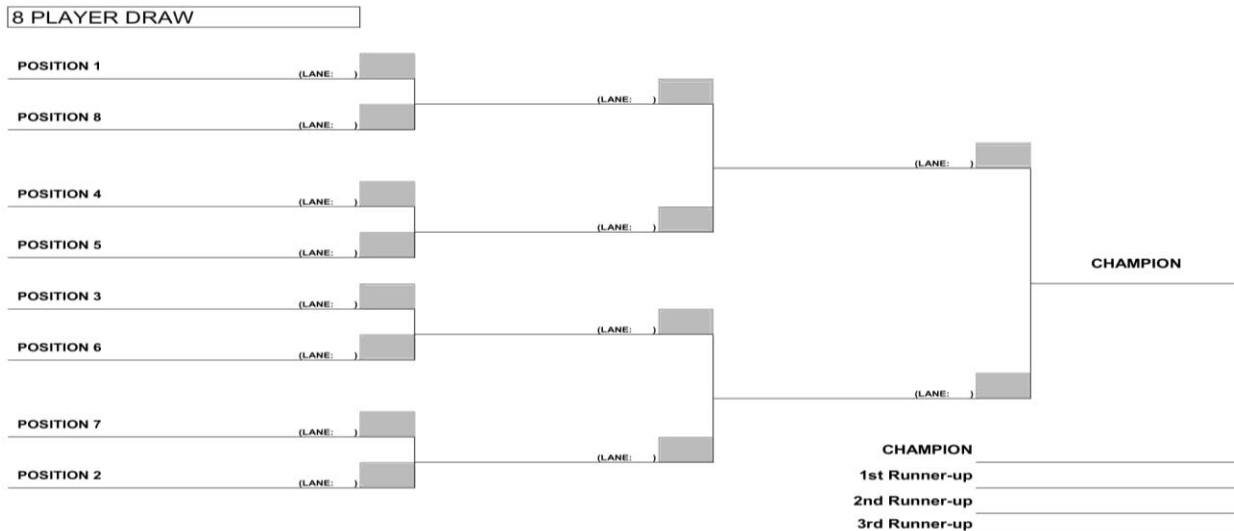 8 PLAYER DRAW
POSITION 1
(LANE: )
POSITION 8
(LANE: )
POSITION 4
(LANE: )
POSITION 5
(LANE: )
POSITION 3
(LANE: )
POSITION 6
(LANE: )
POSITION 7
(LANE: )
POSITION 2
(LANE: )
(LANE: )
(LANE: )
(LANE: )
(LANE: )
(LANE: )
(LANE: )
CHAMPION
CHAMPION
1st Runner-up
2nd Runner-up
3rd Runner-up